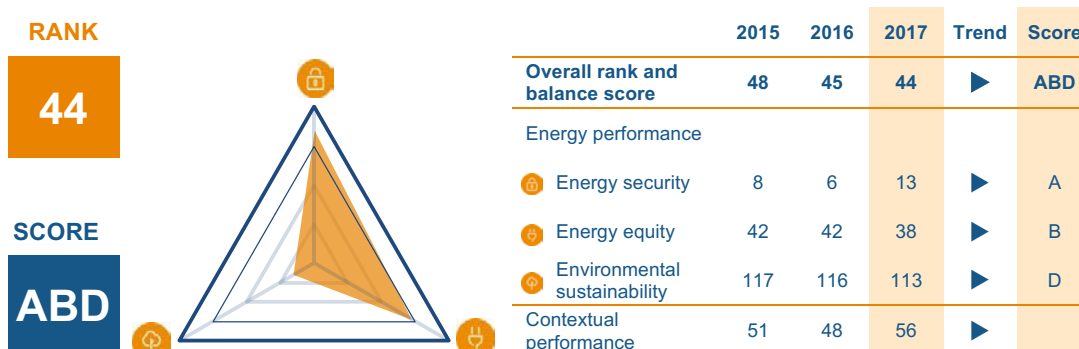 RANK
44
SCORE
ABD
2015 2016 2017 Trend Score
Overall rank and
balance score 48 45 44 ABD
Energy performance
Energy security 8 6 13 A
Energy equity 42 42 38 B
Environmental
sustainability 117 116 113 D
Contextual
performance 51 48 56